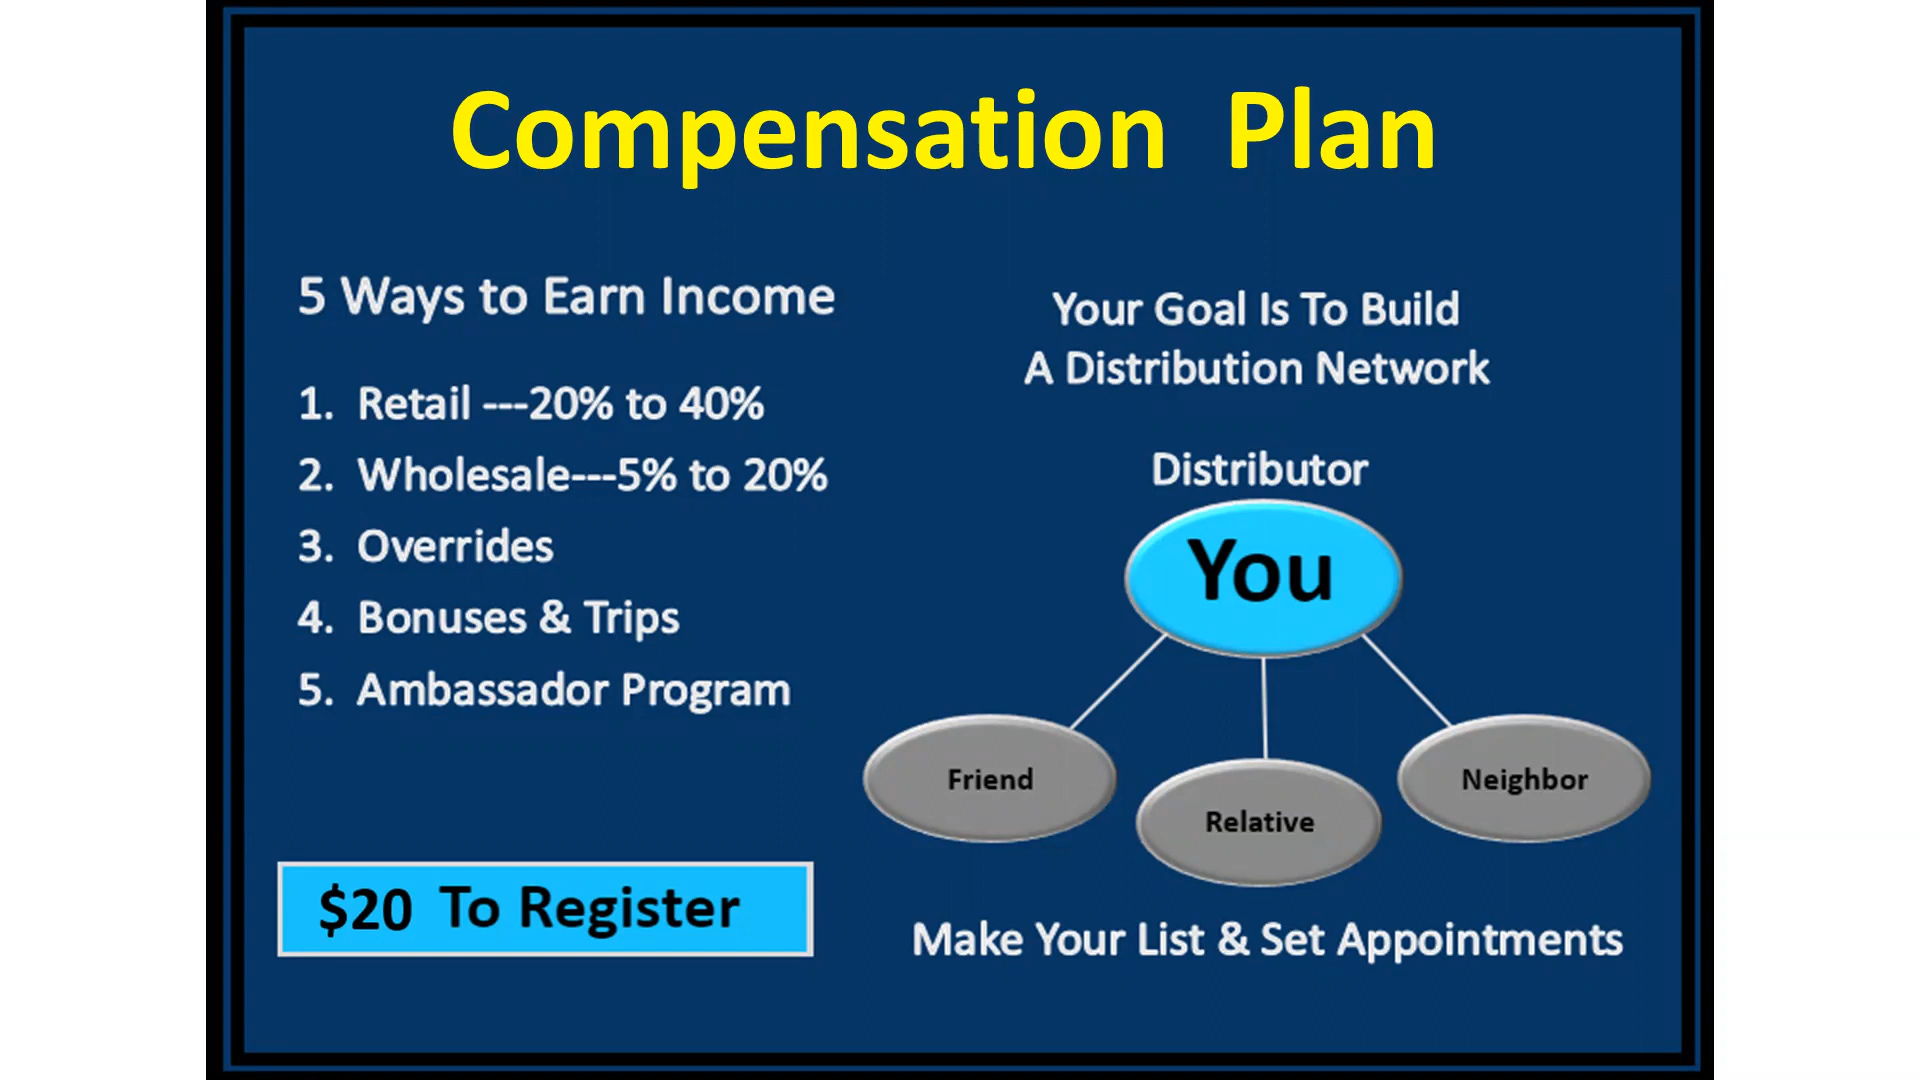 Compensation Plan
5 Ways to Earn Income
1. Retail ---20% to 40%
2. Wholesale---5% to 20%
3. Overrides
4. Bonuses & Trips
5. Ambassador Program
$20 To Register
Your Goal Is To Build
A Distribution Network
Distributor
You
Friend
Relative
Neighbor
Make Your List & Set Appointments